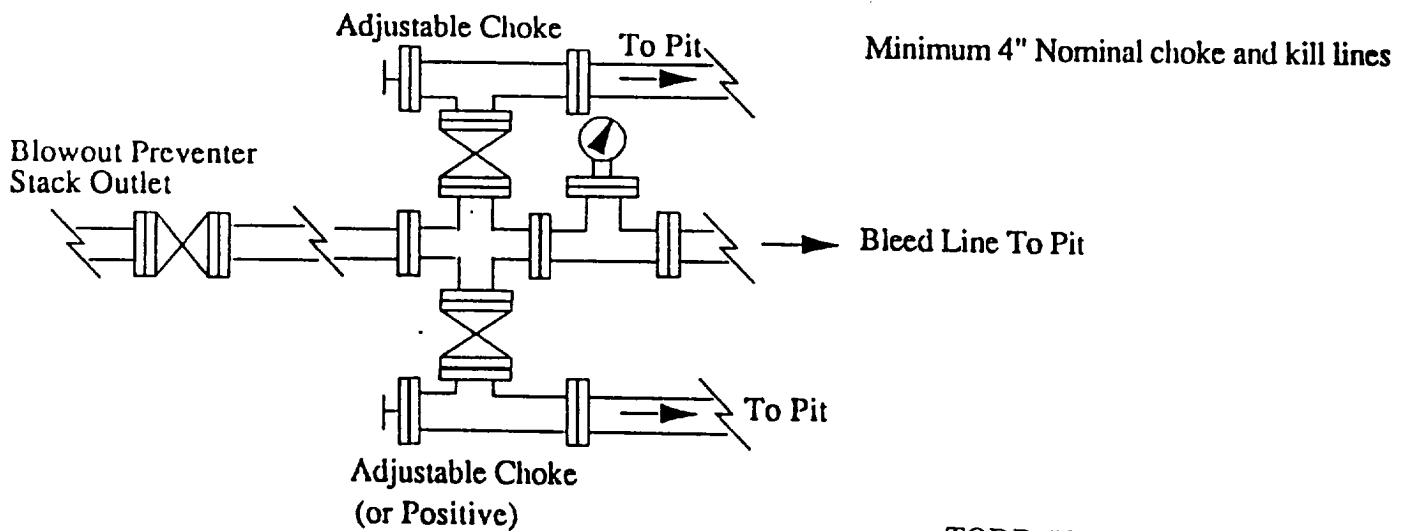 Adjustable Choke
To Pit
Minimum 4" Nominal choke and kill lines
Blowout Preventer
Stack Outlet
Bleed Line To Pit
To Pit
Adjustable Choke
(or Positive)